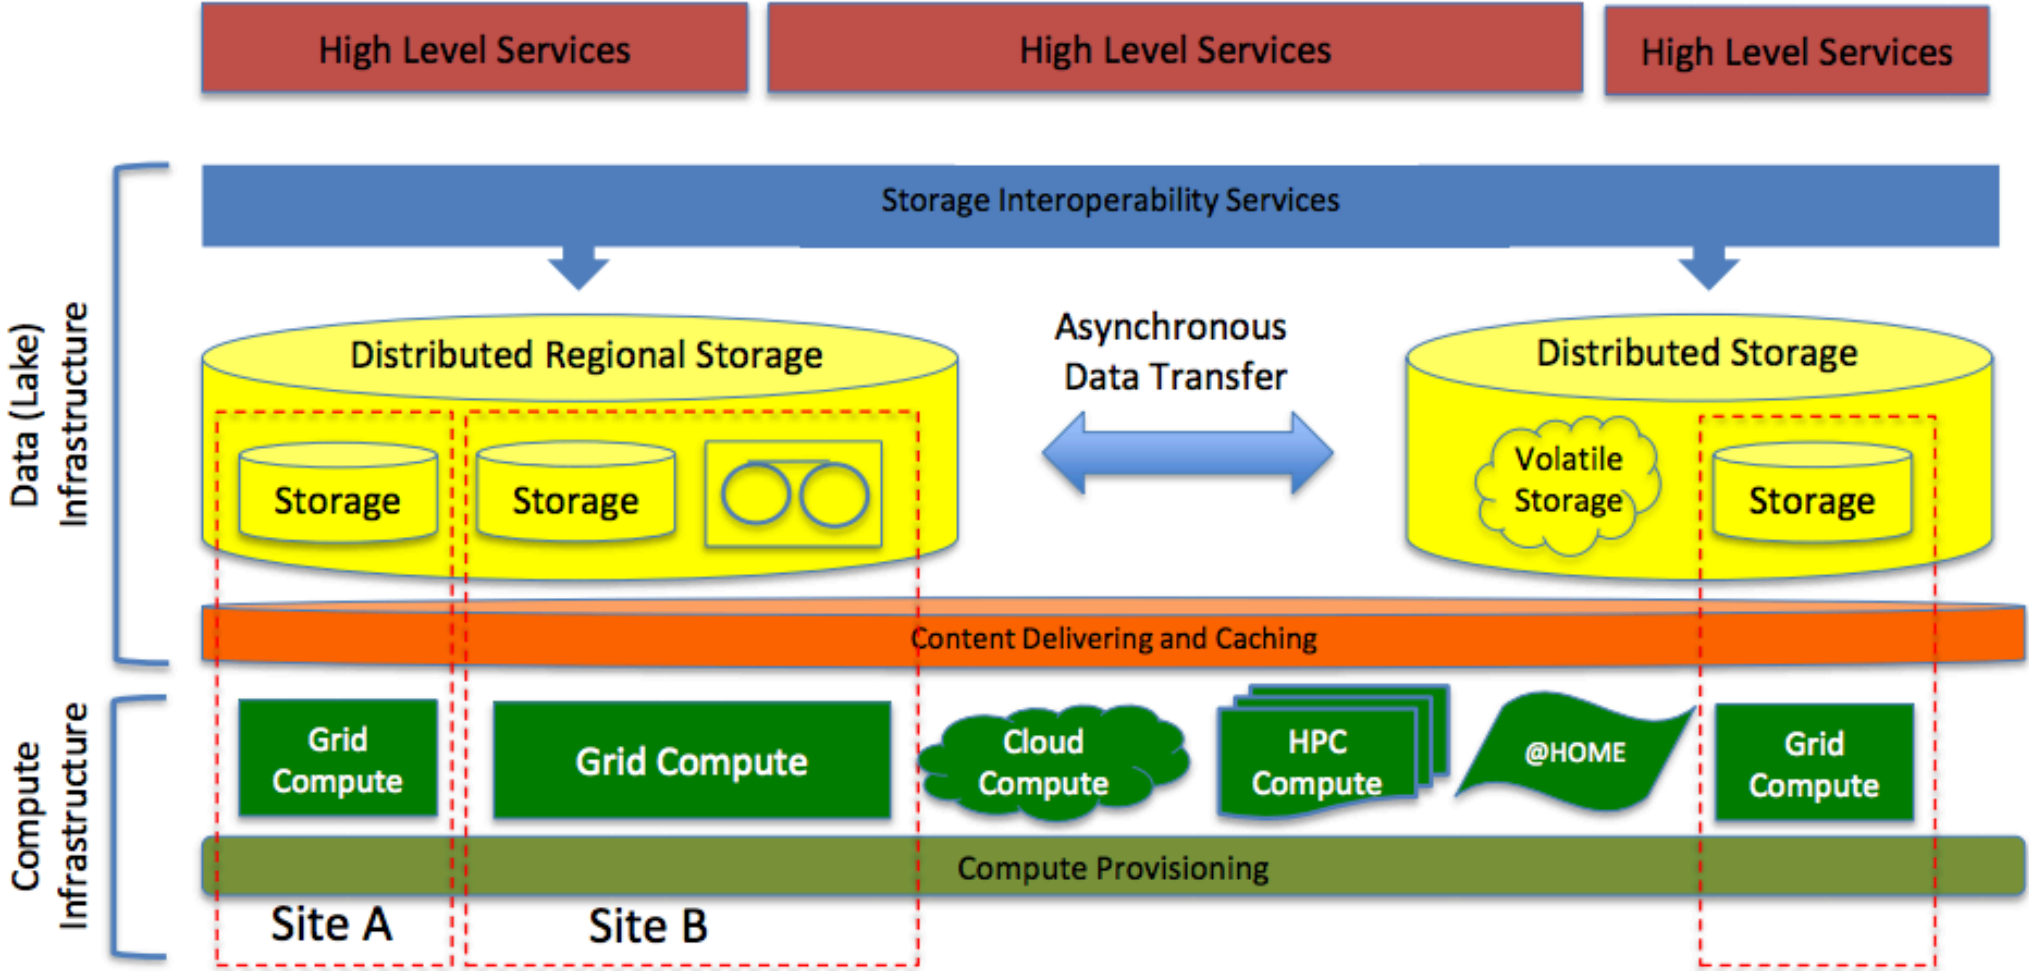 High Level Services
High Level Services
High Level Services
Storage Interoperability Services
Data (Lake)
Infrastructure
Distributed Regional Storage
Asynchronous
Data Transfer
Distributed Storage
Storage
Storage
Volatile
Storage
Storage
Content Delivering and Caching
Compute
Infrastructure
Grid
Compute
Grid Compute
Cloud
Compute
HPC
Compute
@HOME
Grid
Compute
Compute Provisioning
Site A
Site B